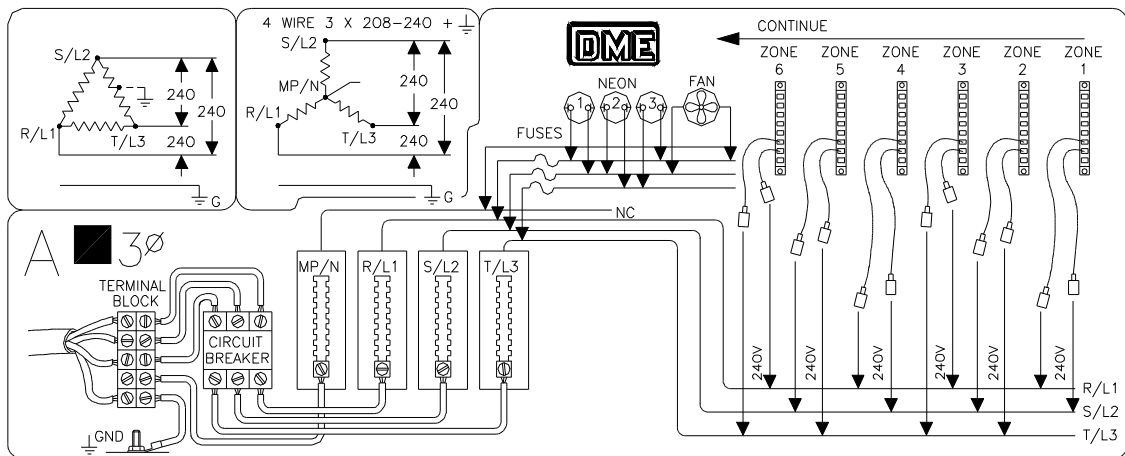 S/L2
240
240
R/L1
T/L3
240
G
4 WIRE 3 X 208-240 +
S/L2
MP/N
240
240
R/L1
T/L3
240
G
DME
CONTINUE
ZONE 6
ZONE 5
ZONE 4
ZONE 3
ZONE 2
ZONE 1
NEON
FAN
1
2
3
FUSES
NC
A 3Ø
TERMINAL
BLOCK
CIRCUIT
BREAKER
GND
MP/N
R/L1
S/L2
T/L3
240V
240V
240V
240V
240V
240V
R/L1
S/L2
T/L3